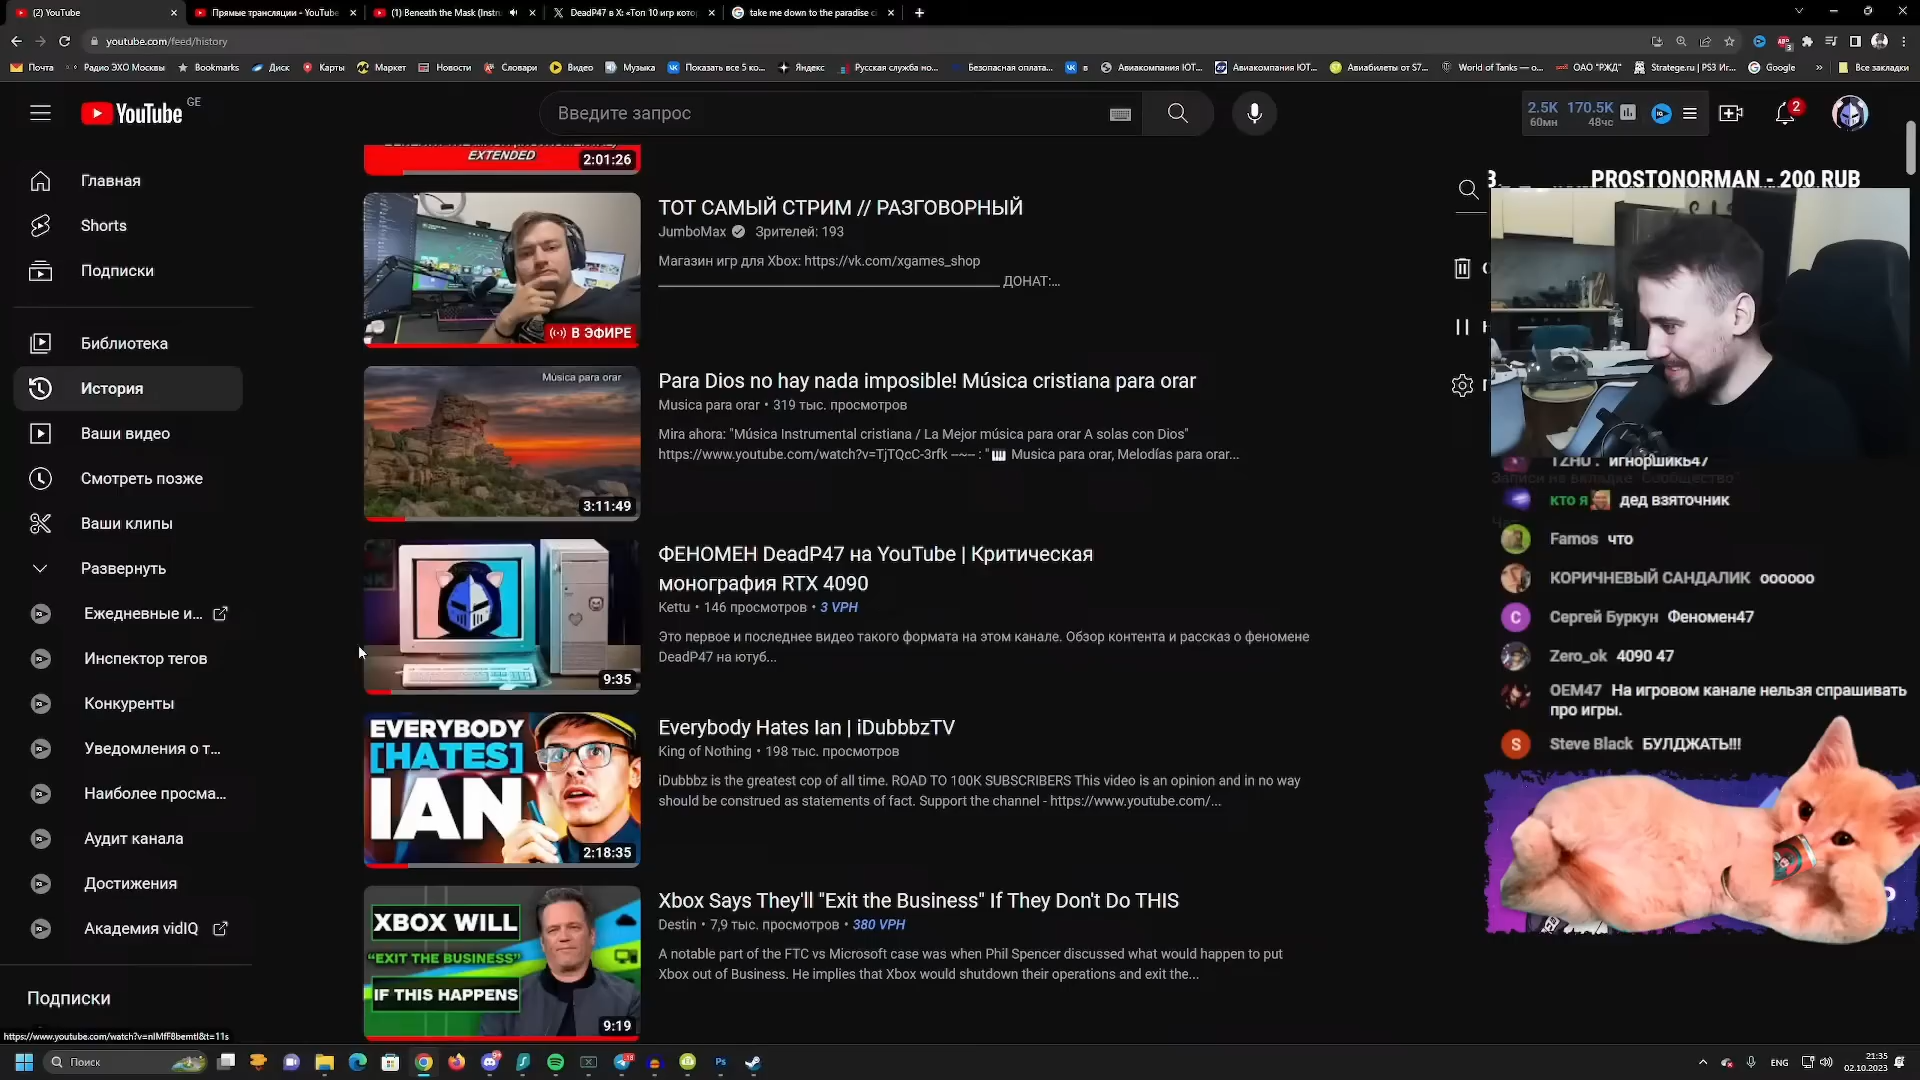 (2) YouTube
Прямые трансляции - YouTube
(1) Beneath the Mask (Instru
DeadP47 в X: «Топ 10 игр кото
take me down to the paradise ci
youtube.com/feed/history
Почта
Радио ЭХО Москвы
Bookmarks
Диск
Карты
Маркет
Новости
Словари
Видео
Музыка
Показать все 5 ко...
Яндекс
Русская служба но...
Безопасная оплата...
в
Авиакомпания ЮТ...
Авиакомпания ЮТ...
Авиабилеты от S7...
World of Tanks — о...
ОАО "РЖД"
Stratege.ru | PS3 Иг...
Google
»
Все закладки
YouTube GE
Введите запрос
2.5K 170.5K
60мн 48чс
2
Главная
Shorts
Подписки
Библиотека
История
Ваши видео
Смотреть позже
Ваши клипы
Развернуть
Ежедневные и...
Инспектор тегов
Конкуренты
Уведомления о т...
Наиболее просма...
Аудит канала
Достижения
Академия vidIQ
Подписки
EXTENDED
2:01:26
ТОТ САМЫЙ СТРИМ // РАЗГОВОРНЫЙ
JumboMax Зрителей: 193
Магазин игр для Xbox: https://vk.com/xgames_shop
ДОНАТ:...
В ЭФИРЕ
Música para orar
3:11:49
Para Dios no hay nada imposible! Música cristiana para orar
Musica para orar • 319 тыс. просмотров
Mira ahora: "Música Instrumental cristiana / La Mejor música para orar A solas con Dios"
https://www.youtube.com/watch?v=TjTQcC-3rfk -~-~- : " Musica para orar, Melodías para orar...
9:35
ФЕНОМЕН DeadP47 на YouTube | Критическая
монография RTX 4090
Kettu • 146 просмотров • 3 VPH
Это первое и последнее видео такого формата на этом канале. Обзор контента и рассказ о феномене
DeadP47 на ютуб...
EVERYBODY
[HATES]
IAN
2:18:35
Everybody Hates Ian | iDubbbzTV
King of Nothing • 198 тыс. просмотров
iDubbbz is the greatest cop of all time. ROAD TO 100K SUBSCRIBERS This video is an opinion and in no way
should be construed as statements of fact. Support the channel - https://www.youtube.com/...
XBOX WILL
"EXIT THE BUSINESS"
IF THIS HAPPENS
9:19
Xbox Says They'll "Exit the Business" If They Don't Do THIS
Destin • 7,9 тыс. просмотров • 380 VPH
A notable part of the FTC vs Microsoft case was when Phil Spencer discussed what would happen to put
Xbox out of Business. He implies that Xbox would shutdown their operations and exit the...
PROSTONORMAN - 200 RUB
Записи на вкладке "Сообщество"
TZHU : игноршикь47
кто я дед взяточник
Famos что
КОРИЧНЕВЫЙ САНДАЛИК оооооо
Сергей Буркун Феномен47
Zero_ok 4090 47
OEM47 На игровом канале нельзя спрашивать
про игры.
Steve Black БУЛДЖАТЬ!!!
Поиск
ENG
21:35
02.10.2023